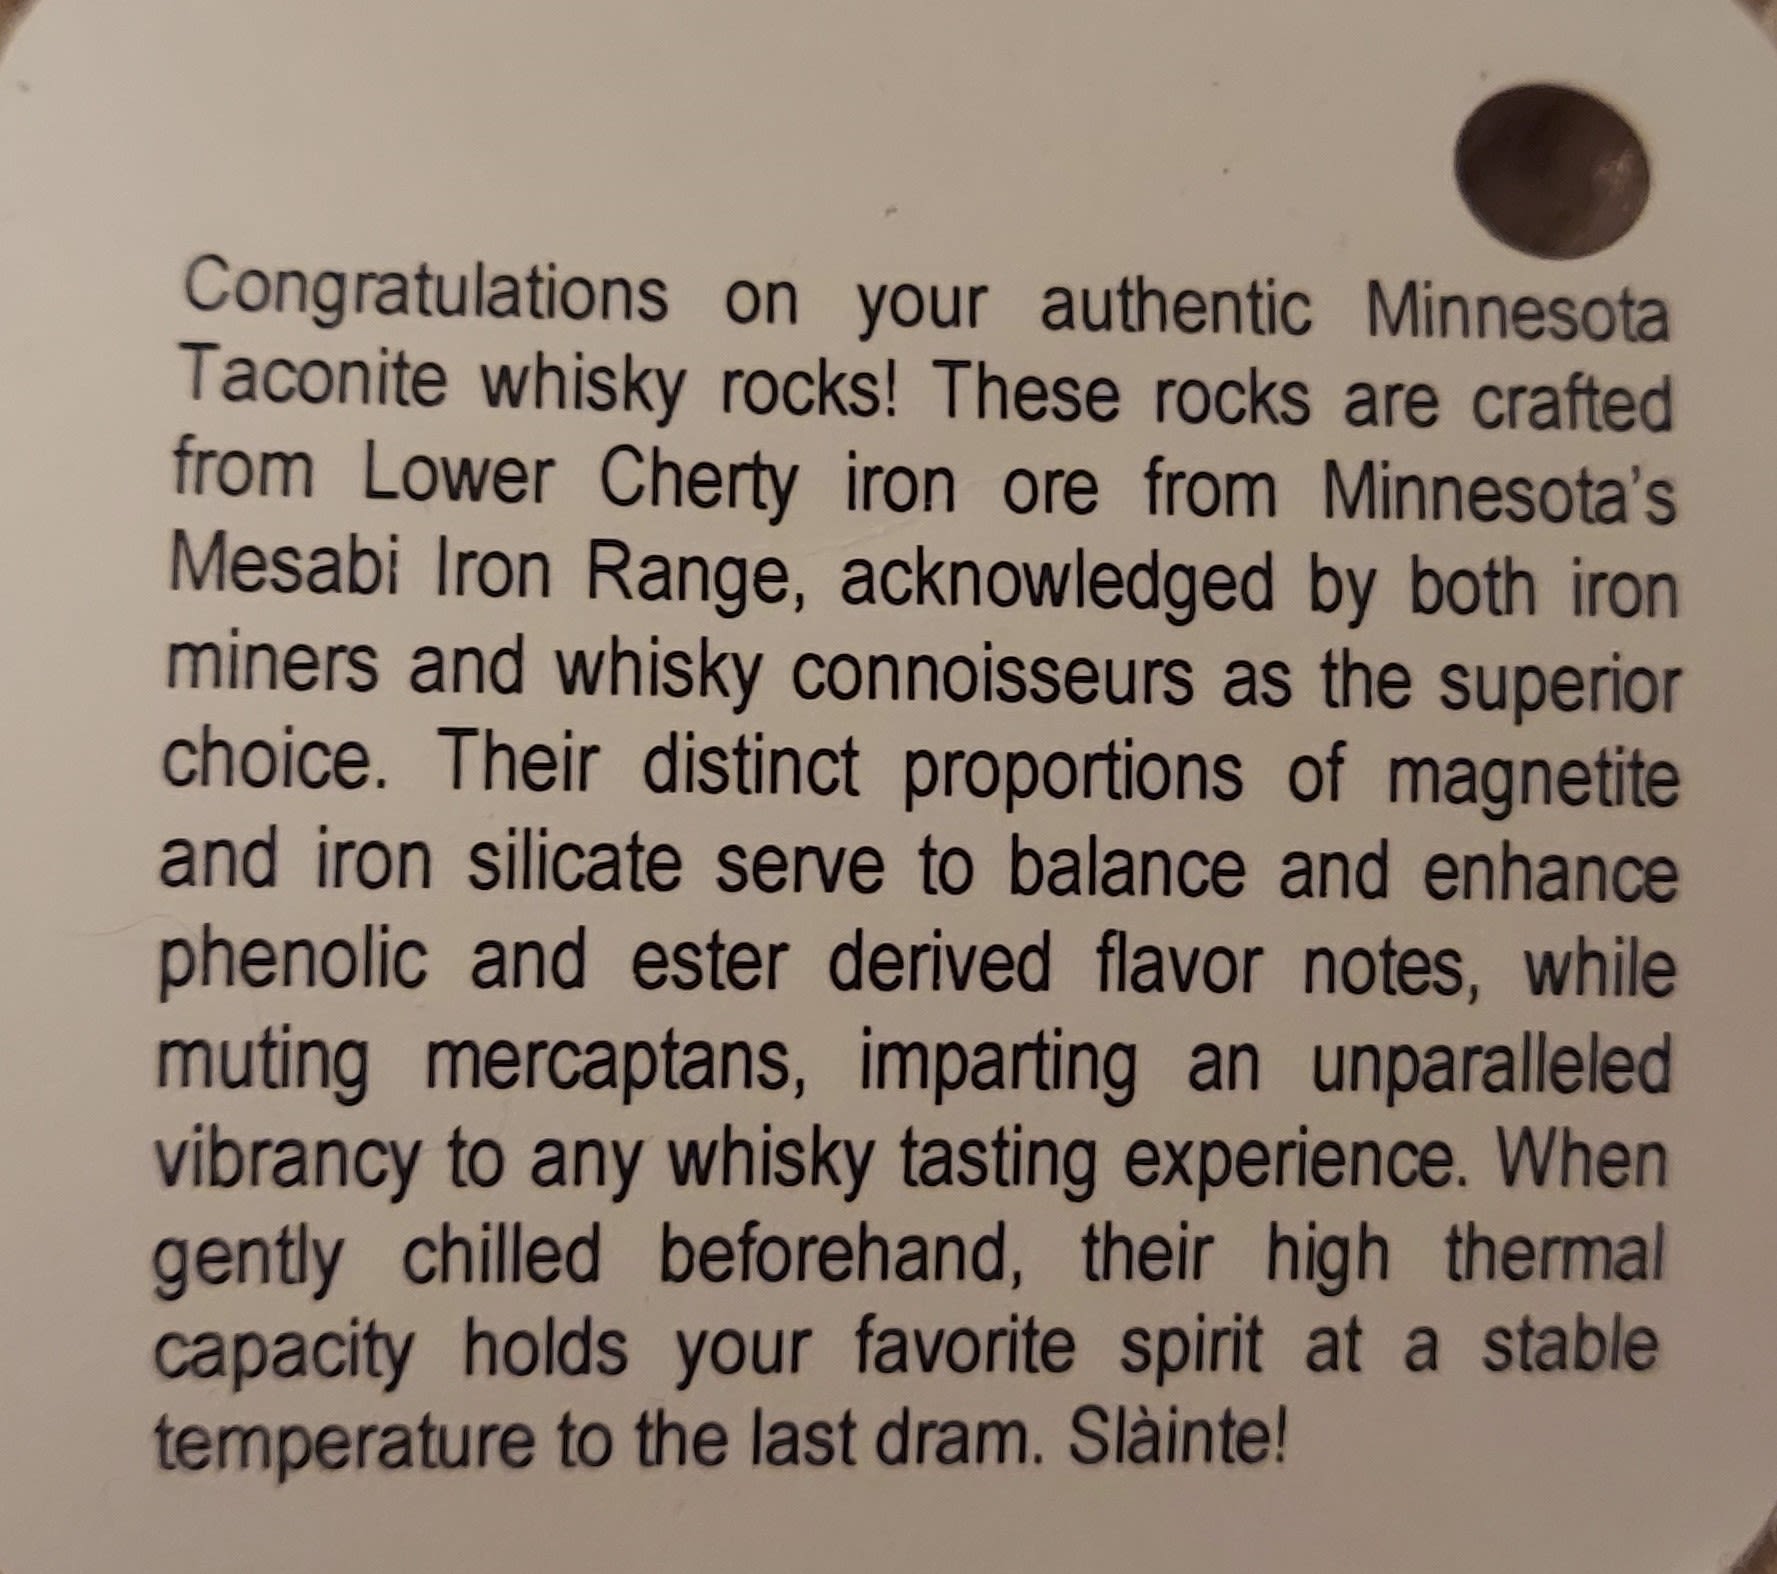 Congratulations on your authentic Minnesota
Taconite whisky rocks! These rocks are crafted
from Lower Cherty iron ore from Minnesota’s
Mesabi Iron Range, acknowledged by both iron
miners and whisky connoisseurs as the superior
choice. Their distinct proportions of magnetite
and iron silicate serve to balance and enhance
phenolic and ester derived flavor notes, while
muting mercaptans, imparting an unparalleled
vibrancy to any whisky tasting experience. When
gently chilled beforehand, their high thermal
capacity holds your favorite spirit at a stable
temperature to the last dram. Slàinte!